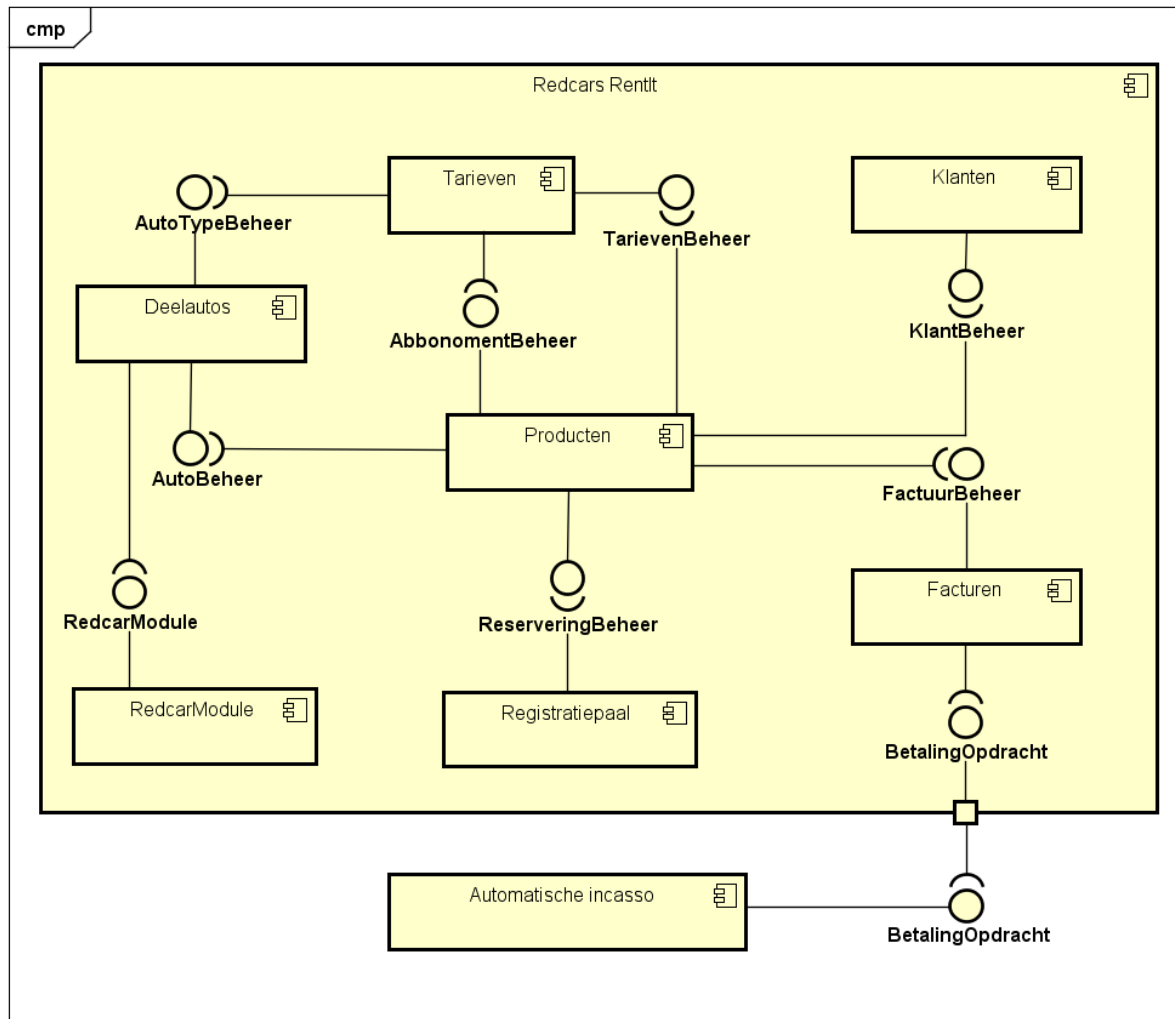 cmp
Redcars RentIt
Tarieven
Klanten
AutoTypeBeheer
TarievenBeheer
Deelautos
AbbonomentBeheer
KlantBeheer
Producten
AutoBeheer
FactuurBeheer
Facturen
RedcarModule
ReserveringBeheer
RedcarModule
Registratiepaal
BetalingOpdracht
Automatische incasso
BetalingOpdracht